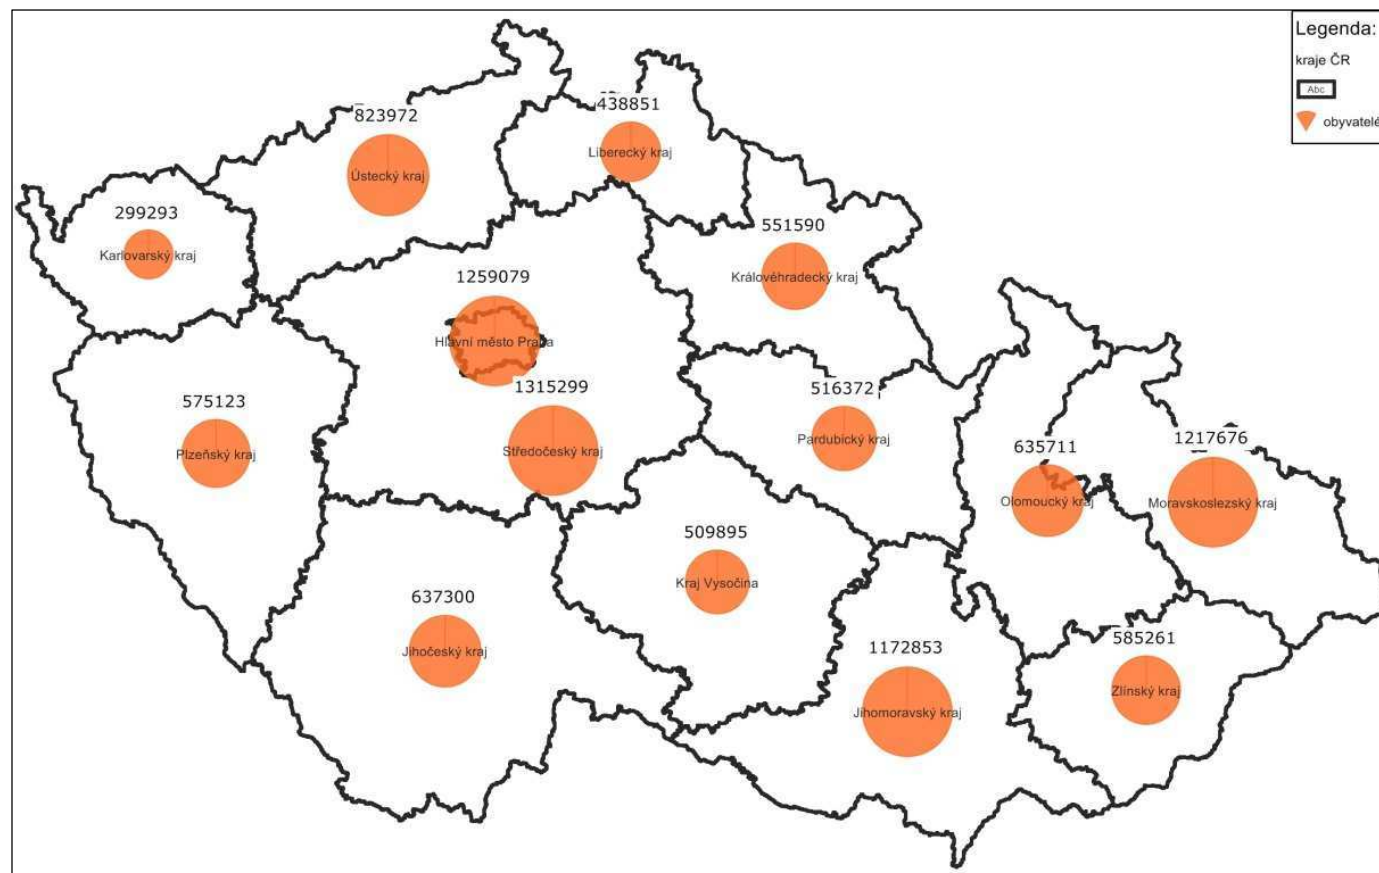 Legenda:
kraje ČR
Abc
obyvatelé
438851
Liberecký kraj
823972
Ústecký kraj
299293
Karlovarský kraj
551590
Královéhradecký kraj
1259079
Hlavní město Praha
1315299
Středočeský kraj
575123
Plzeňský kraj
516372
Pardubický kraj
635711
Olomoucký kraj
1217676
Moravskoslezský kraj
509895
Kraj Vysočina
637300
Jihočeský kraj
1172853
Jihomoravský kraj
585261
Zlínský kraj